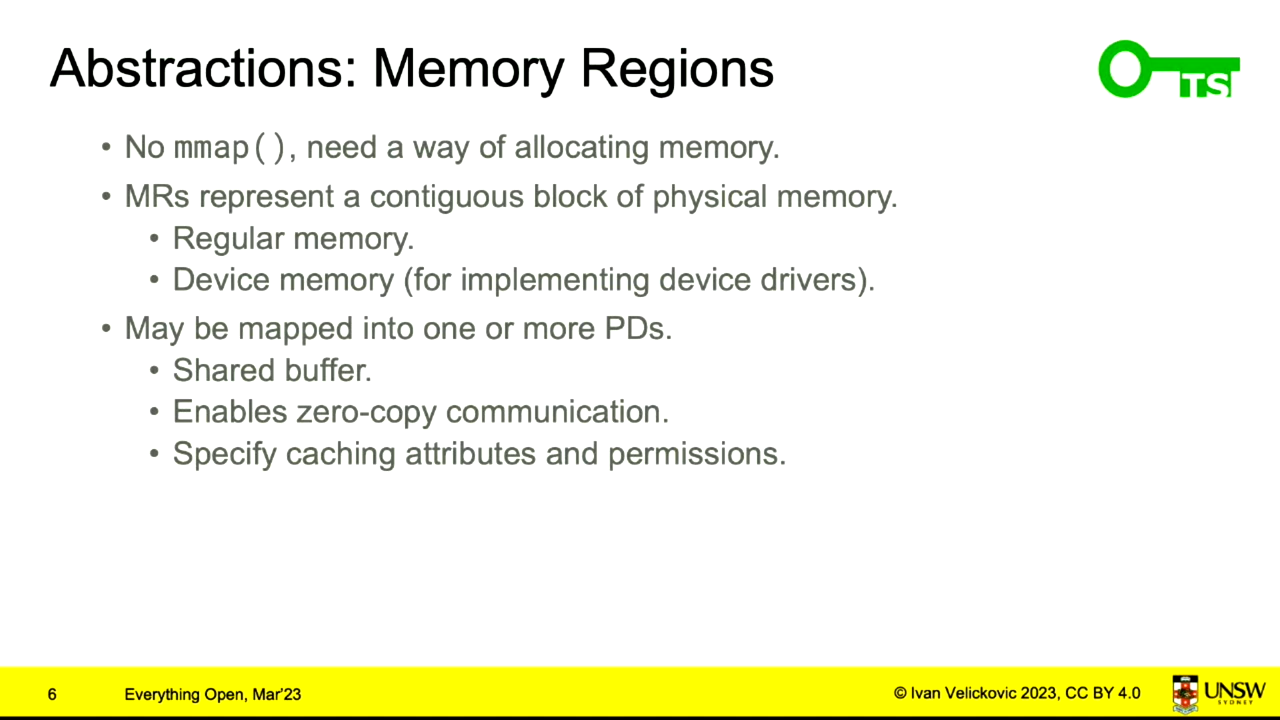 Abstractions: Memory Regions
TS
• No mmap(), need a way of allocating memory.
• MRs represent a contiguous block of physical memory.
• Regular memory.
• Device memory (for implementing device drivers).
• May be mapped into one or more PDs.
• Shared buffer.
• Enables zero-copy communication.
• Specify caching attributes and permissions.
6 Everything Open, Mar'23 © Ivan Velickovic 2023, CC BY 4.0 UNSW
SYDNEY